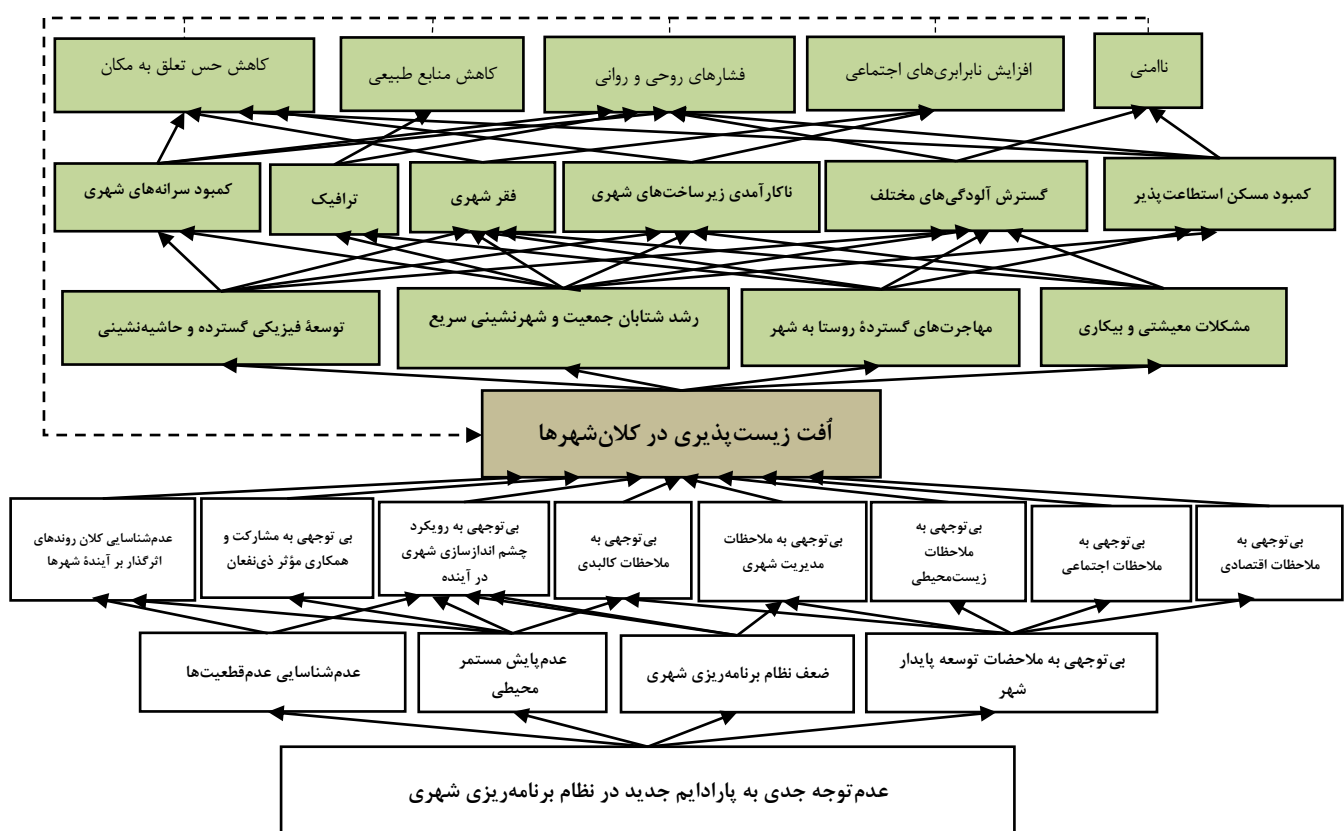 ناامنی
افزایش نابرابری‌های اجتماعی
فشارهای روحی و روانی
کاهش منابع طبیعی
کاهش حس تعلق به مکان
کمبود مسکن استطاعت‌پذیر
گسترش آلودگی‌های مختلف
ناکارآمدی زیرساخت‌های شهری
فقر شهری
ترافیک
کمبود سرانه‌های شهری
مشکلات معیشتی و بیکاری
مهاجرت‌های گستردۀ روستا به شهر
رشد شتابان جمعیت و شهرنشینی سریع
توسعۀ فیزیکی گسترده و حاشیه‌نشینی
اُفت زیست‌پذیری در کلان‌شهرها
بی‌توجهی به
ملاحظات اقتصادی
بی‌توجهی به
ملاحظات اجتماعی
بی‌توجهی به
ملاحظات
زیست‌محیطی
بی‌توجهی به ملاحظات
مدیریت شهری
بی‌توجهی به
ملاحظات کالبدی
بی‌توجهی به رویکرد
چشم اندازسازی شهری
در آینده
بی توجهی به مشارکت و
همکاری مؤثر ذی‌نفعان
عدم‌شناسایی کلان روندهای
اثرگذار بر آیندۀ شهرها
بی‌توجهی به ملاحضات توسعه پایدار
شهر
ضعف نظام برنامه‌ریزی شهری
عدم‌پایش مستمر
محیطی
عدم‌شناسایی عدم‌قطعیت‌ها
عدم‌توجه جدی به پارادایم جدید در نظام برنامه‌ریزی شهری